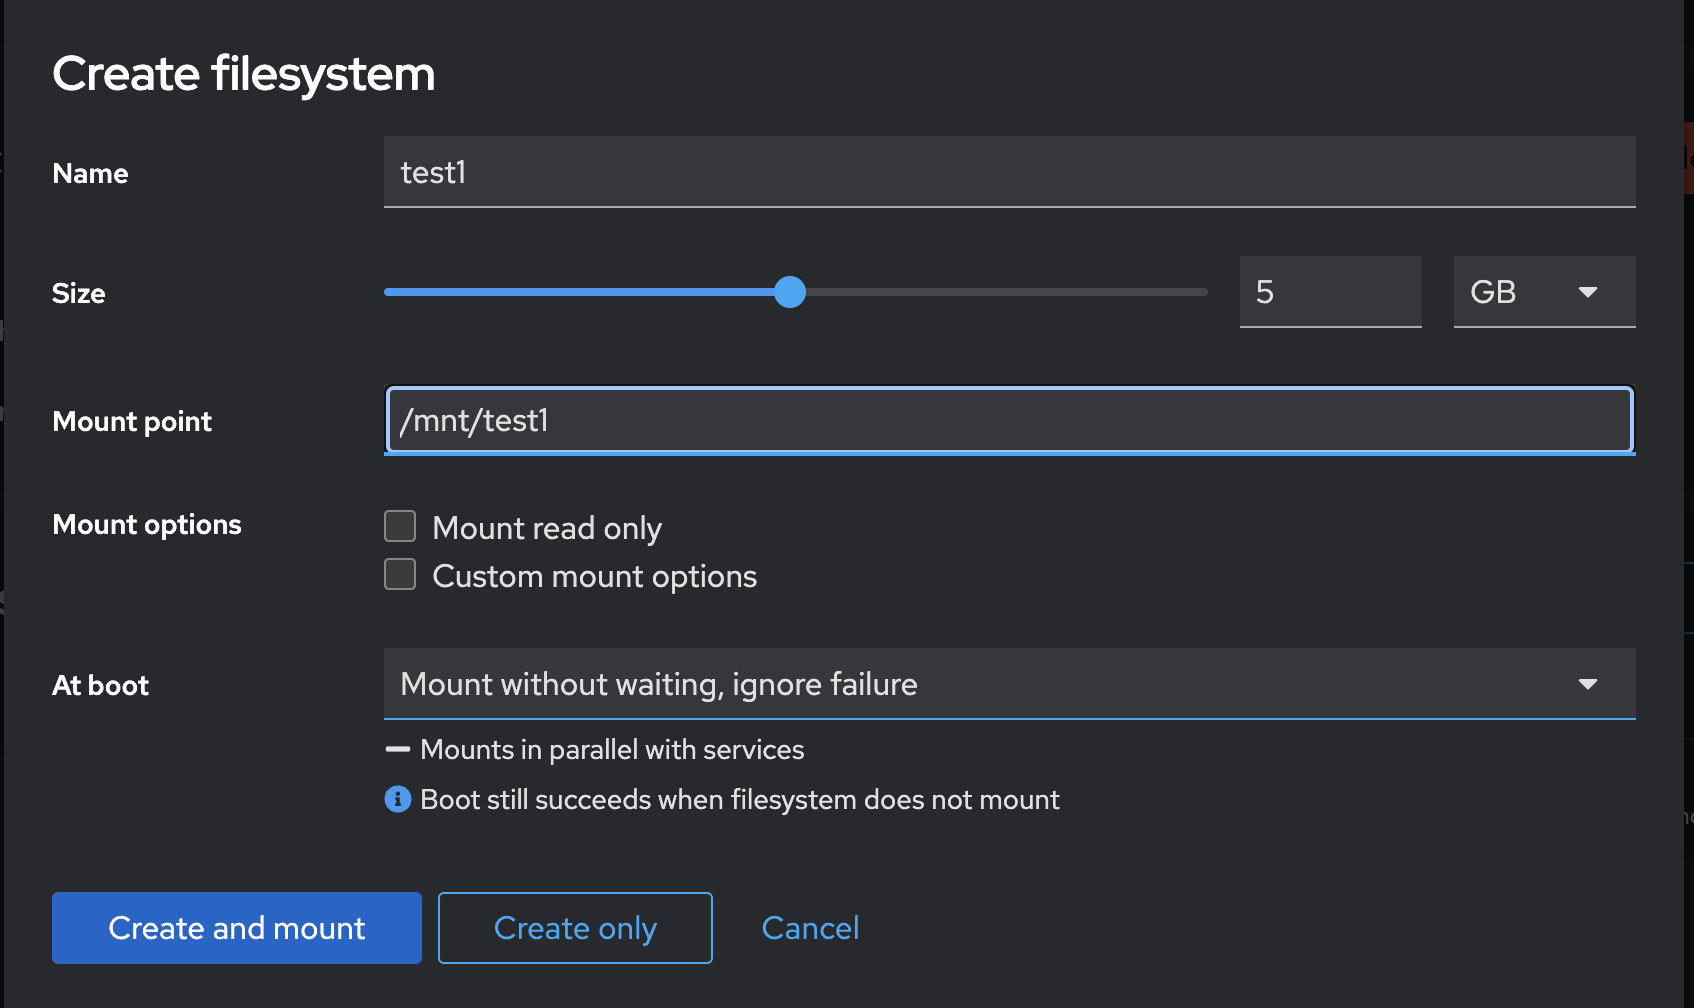 Create filesystem
Name
test1
Size
5
GB
Mount point
/mnt/test1
Mount options
Mount read only
Custom mount options
At boot
Mount without waiting, ignore failure
Mounts in parallel with services
Boot still succeeds when filesystem does not mount
Create and mount
Create only
Cancel